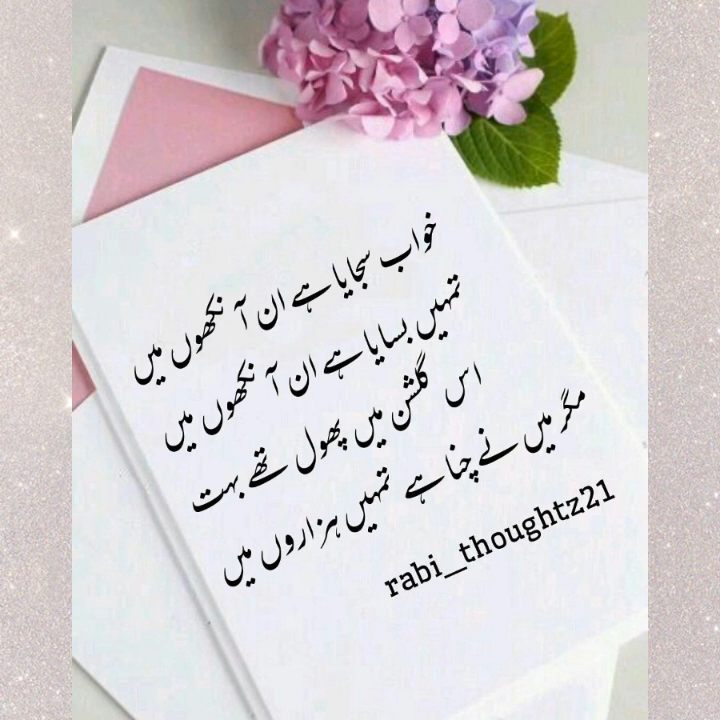 خواب سجایا ہے ان آنکھوں میں
تمہیں بسایا ہے ان آنکھوں میں
اس گلشن میں پھول تھے بہت
مگر میں نے چنا ہے تمہیں ہزاروں میں
rabi_thoughtz21